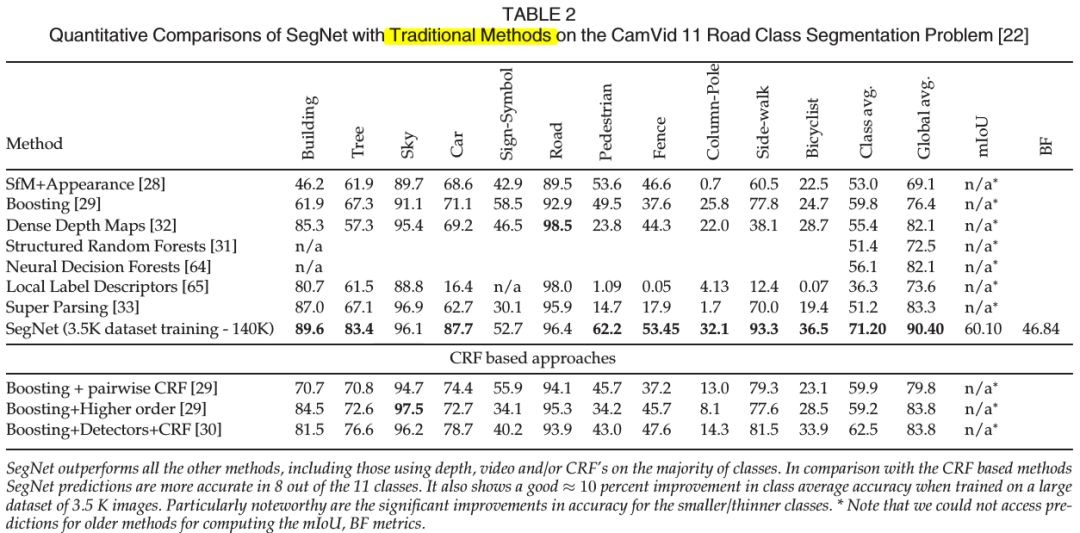 TABLE 2
Quantitative Comparisons of SegNet with Traditional Methods on the CamVid 11 Road Class Segmentation Problem [22]
Method Building Tree Sky Car Sign-Symbol Road Pedestrian Fence Column-Pole Side-walk Bicyclist Class avg. Global avg. mIoU BF
SfM+Appearance [28] 46.2 61.9 89.7 68.6 42.9 89.5 53.6 46.6 0.7 60.5 22.5 53.0 69.1 n/a*
Boosting [29] 61.9 67.3 91.1 71.1 58.5 92.9 49.5 37.6 25.8 77.8 24.7 59.8 76.4 n/a*
Dense Depth Maps [32] 85.3 57.3 95.4 69.2 46.5 98.5 23.8 44.3 22.0 38.1 28.7 55.4 82.1 n/a*
Structured Random Forests [31] n/a 51.4 72.5 n/a*
Neural Decision Forests [64] n/a 56.1 82.1 n/a*
Local Label Descriptors [65] 80.7 61.5 88.8 16.4 n/a 98.0 1.09 0.05 4.13 12.4 0.07 36.3 73.6 n/a*
Super Parsing [33] 87.0 67.1 96.9 62.7 30.1 95.9 14.7 17.9 1.7 70.0 19.4 51.2 83.3 n/a*
SegNet (3.5K dataset training - 140K) 89.6 83.4 96.1 87.7 52.7 96.4 62.2 53.45 32.1 93.3 36.5 71.20 90.40 60.10 46.84
CRF based approaches
Boosting + pairwise CRF [29] 70.7 70.8 94.7 74.4 55.9 94.1 45.7 37.2 13.0 79.3 23.1 59.9 79.8 n/a*
Boosting+Higher order [29] 84.5 72.6 97.5 72.7 34.1 95.3 34.2 45.7 8.1 77.6 28.5 59.2 83.8 n/a*
Boosting+Detectors+CRF [30] 81.5 76.6 96.2 78.7 40.2 93.9 43.0 47.6 14.3 81.5 33.9 62.5 83.8 n/a*
SegNet outperforms all the other methods, including those using depth, video and/or CRF's on the majority of classes. In comparison with the CRF based methods
SegNet predictions are more accurate in 8 out of the 11 classes. It also shows a good ≈ 10 percent improvement in class average accuracy when trained on a large
dataset of 3.5 K images. Particularly noteworthy are the significant improvements in accuracy for the smaller/thinner classes. * Note that we could not access pre-
dictions for older methods for computing the mIoU, BF metrics.